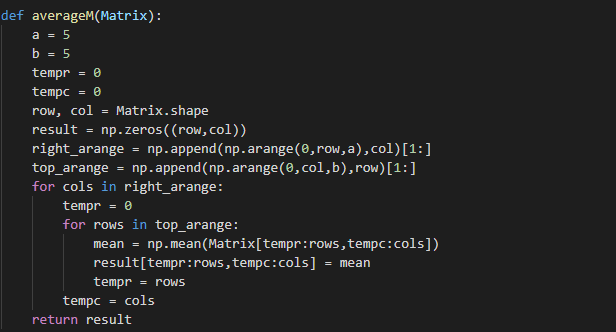 def averageM(Matrix):
    a = 5
    b = 5
    tempr = 0
    tempc = 0
    row, col = Matrix.shape
    result = np.zeros((row,col))
    right_arange = np.append(np.arange(0,row,a),col)[1:]
    top_arange = np.append(np.arange(0,col,b),row)[1:]
    for cols in right_arange:
        tempr = 0
        for rows in top_arange:
            mean = np.mean(Matrix[tempr:rows,tempc:cols])
            result[tempr:rows,tempc:cols] = mean
            tempr = rows
        tempc = cols
    return result